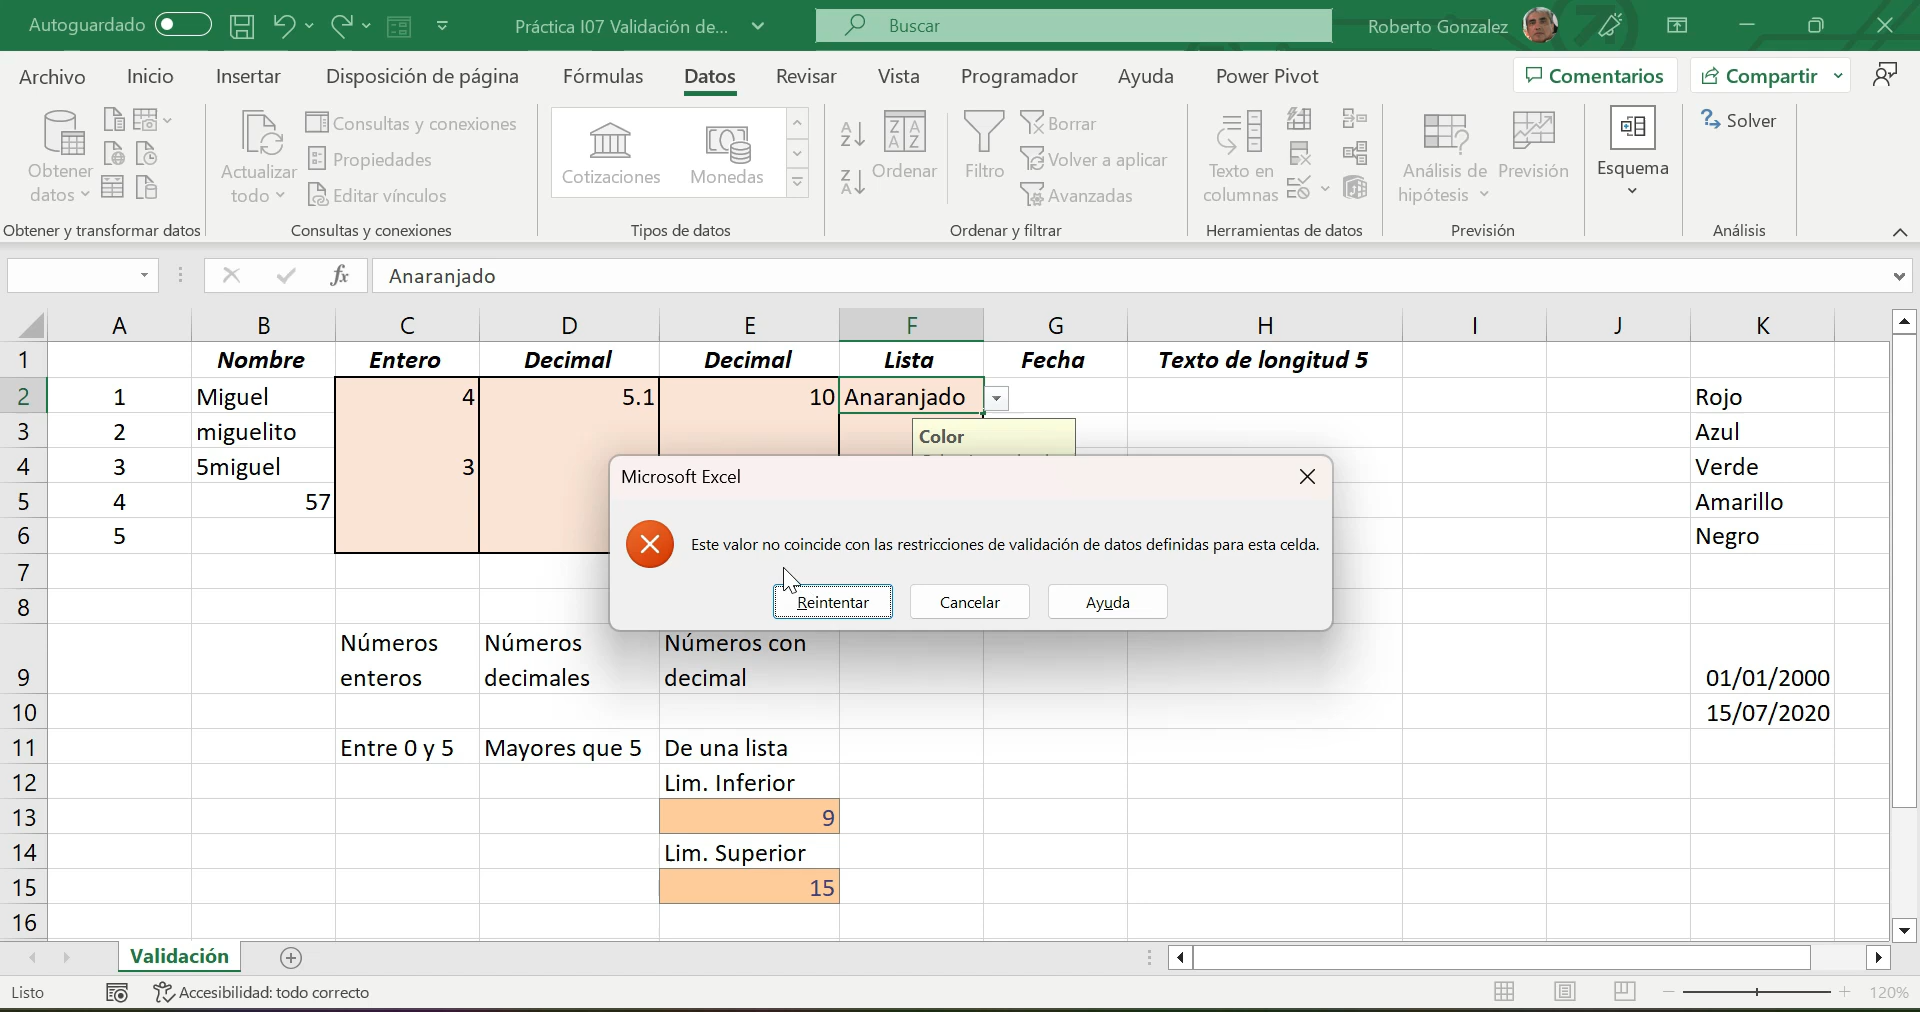 Autoguardado
Práctica I07 Validación de...
Buscar
Roberto Gonzalez
Archivo Inicio Insertar Disposición de página Fórmulas Datos Revisar Vista Programador Ayuda Power Pivot Comentarios Compartir
Obtener datos
Obtener y transformar datos
Actualizar todo
Consultas y conexiones
Propiedades
Editar vínculos
Consultas y conexiones
Cotizaciones
Monedas
Tipos de datos
Ordenar
Filtro
Borrar
Volver a aplicar
Avanzadas
Ordenar y filtrar
Texto en columnas
Herramientas de datos
Análisis de hipótesis
Previsión
Previsión
Esquema
Solver
Análisis
fx Anaranjado
A B C D E F G H I J K
1 Nombre Entero Decimal Decimal Lista Fecha Texto de longitud 5
2 1 Miguel 4 5.1 10 Anaranjado Rojo
3 2 miguelito Azul
Color
4 3 5miguel 3 Verde
5 4 57 Amarillo
6 5 Negro
Microsoft Excel
Este valor no coincide con las restricciones de validación de datos definidas para esta celda.
Reintentar Cancelar Ayuda
7
8
9 Números enteros Números decimales Números con decimal 01/01/2000
10 15/07/2020
11 Entre 0 y 5 Mayores que 5 De una lista
12 Lim. Inferior
13 9
14 Lim. Superior
15 15
16
Validación
Listo
Accesibilidad: todo correcto
120%